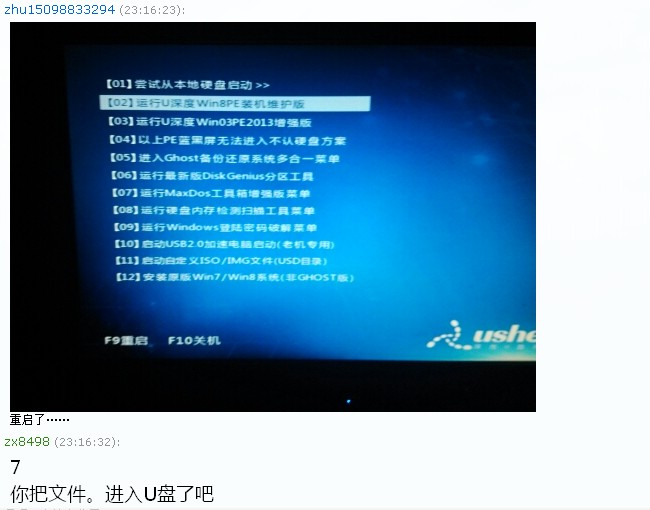 zhu15098833294 (23:16:23):
【01】尝试从本地硬盘启动 >>
【02】运行U深度Win8PE装机维护版
【03】运行U深度Win03PE2013增强版
【04】以上PE蓝黑屏无法进入不认硬盘方案
【05】进入Ghost备份还原系统多合一菜单
【06】运行最新版DiskGenius分区工具
【07】运行MaxDos工具箱增强版菜单
【08】运行硬盘内存检测扫描工具菜单
【09】运行Windows登陆密码破解菜单
【10】启动USB2.0加速电脑启动(老机专用)
【11】启动自定义ISO/IMG文件(USD目录)
【12】安装原版Win7/Win8系统(非GHOST版)
F9重启 F10关机
ushe
重启了……
zx8498 (23:16:32):
7
你把文件。进入U盘了吧